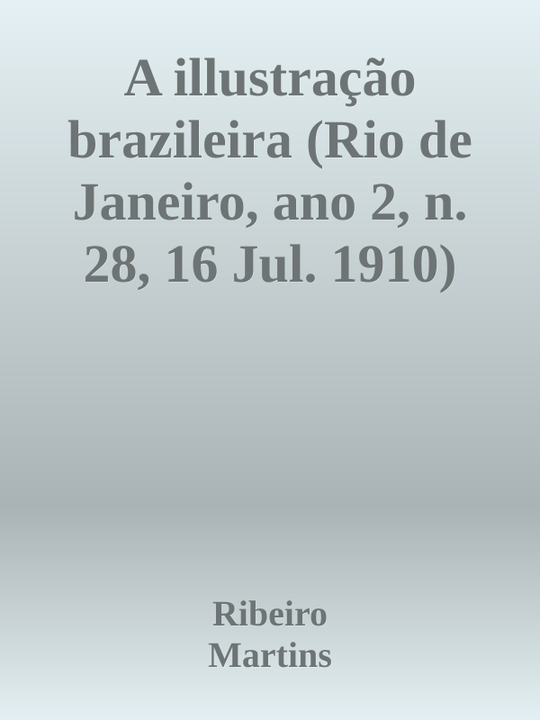 A illustração
brazileira (Rio de
Janeiro, ano 2, n.
28, 16 Jul. 1910)
Ribeiro
Martins